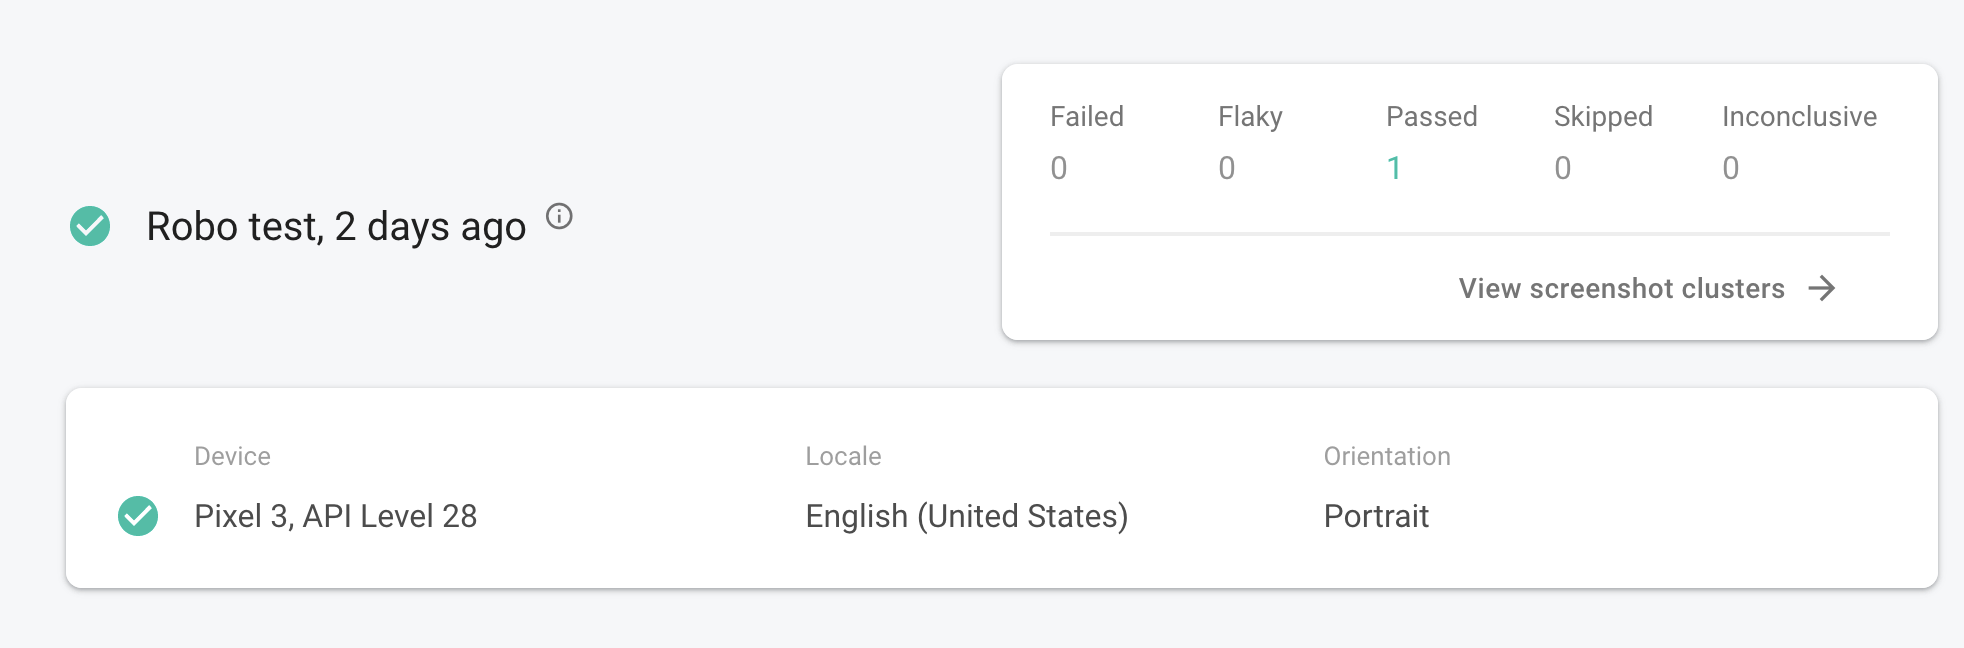 Robo test, 2 days ago
Failed Flaky Passed Skipped Inconclusive
0 0 1 0 0
View screenshot clusters
Device Locale Orientation
Pixel 3, API Level 28 English (United States) Portrait